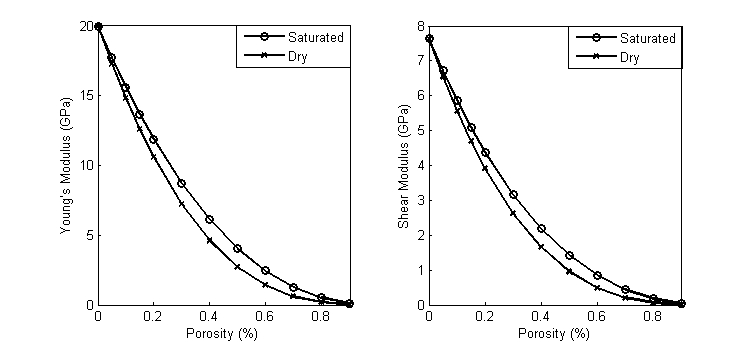 20
15
10
5
0
Young's Modulus (GPa)
Saturated
Dry
0 0.2 0.4 0.6 0.8
Porosity (%)
8
7
6
5
4
3
2
1
0
Shear Modulus (GPa)
Saturated
Dry
0 0.2 0.4 0.6 0.8
Porosity (%)